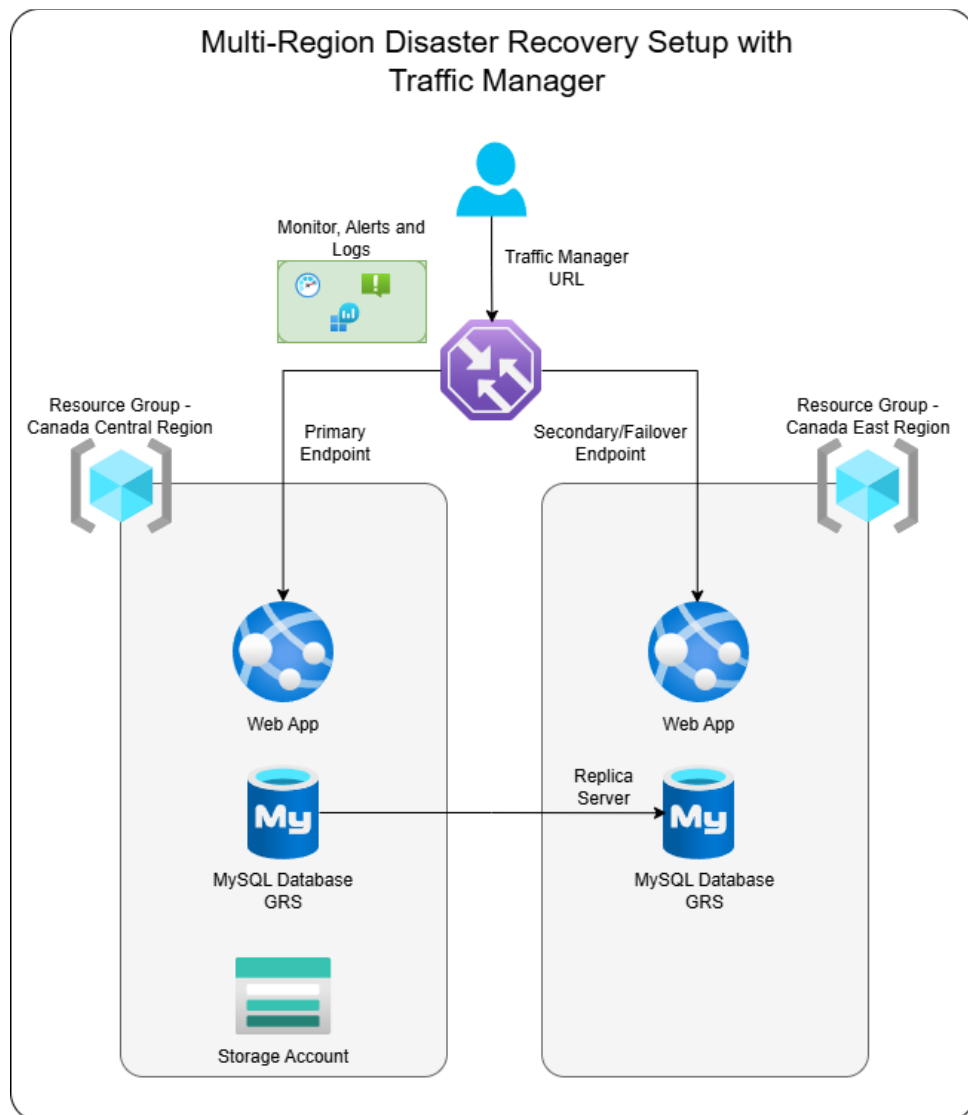 Multi-Region Disaster Recovery Setup with
Traffic Manager
Monitor, Alerts and
Logs
Traffic Manager
URL
Resource Group -
Canada Central Region
Primary
Endpoint
Secondary/Failover
Endpoint
Resource Group -
Canada East Region
Web App
Web App
Replica
Server
My
My
MySQL Database
GRS
MySQL Database
GRS
Storage Account